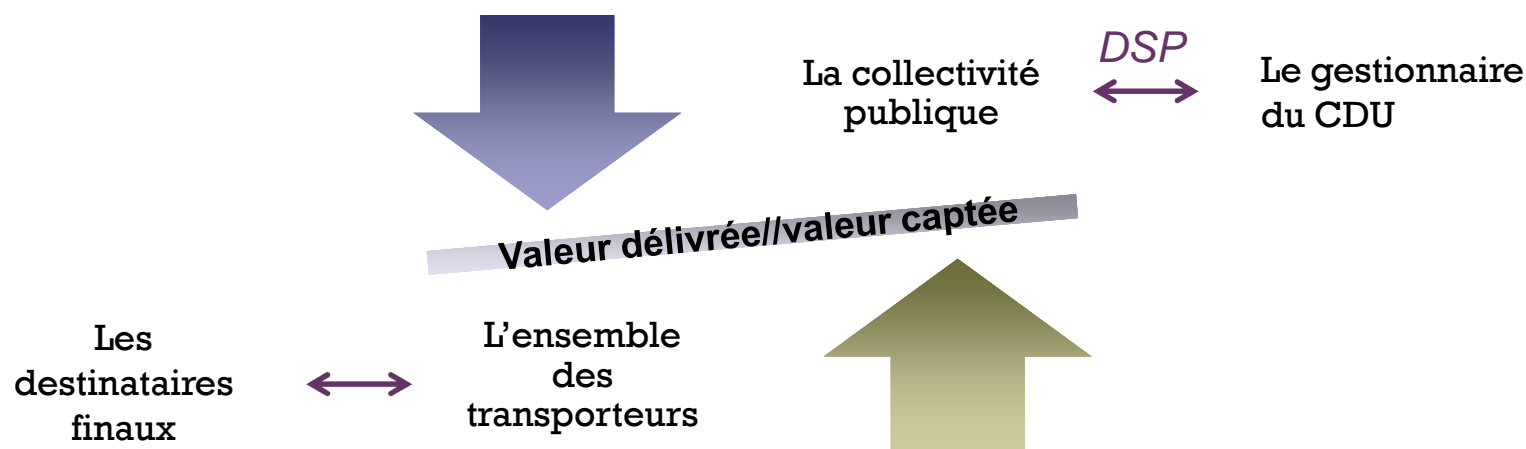 DSP
La collectivité
publique
Le gestionnaire
du CDU
Valeur délivrée//valeur captée
Les
destinataires
finaux
L’ensemble
des
transporteurs